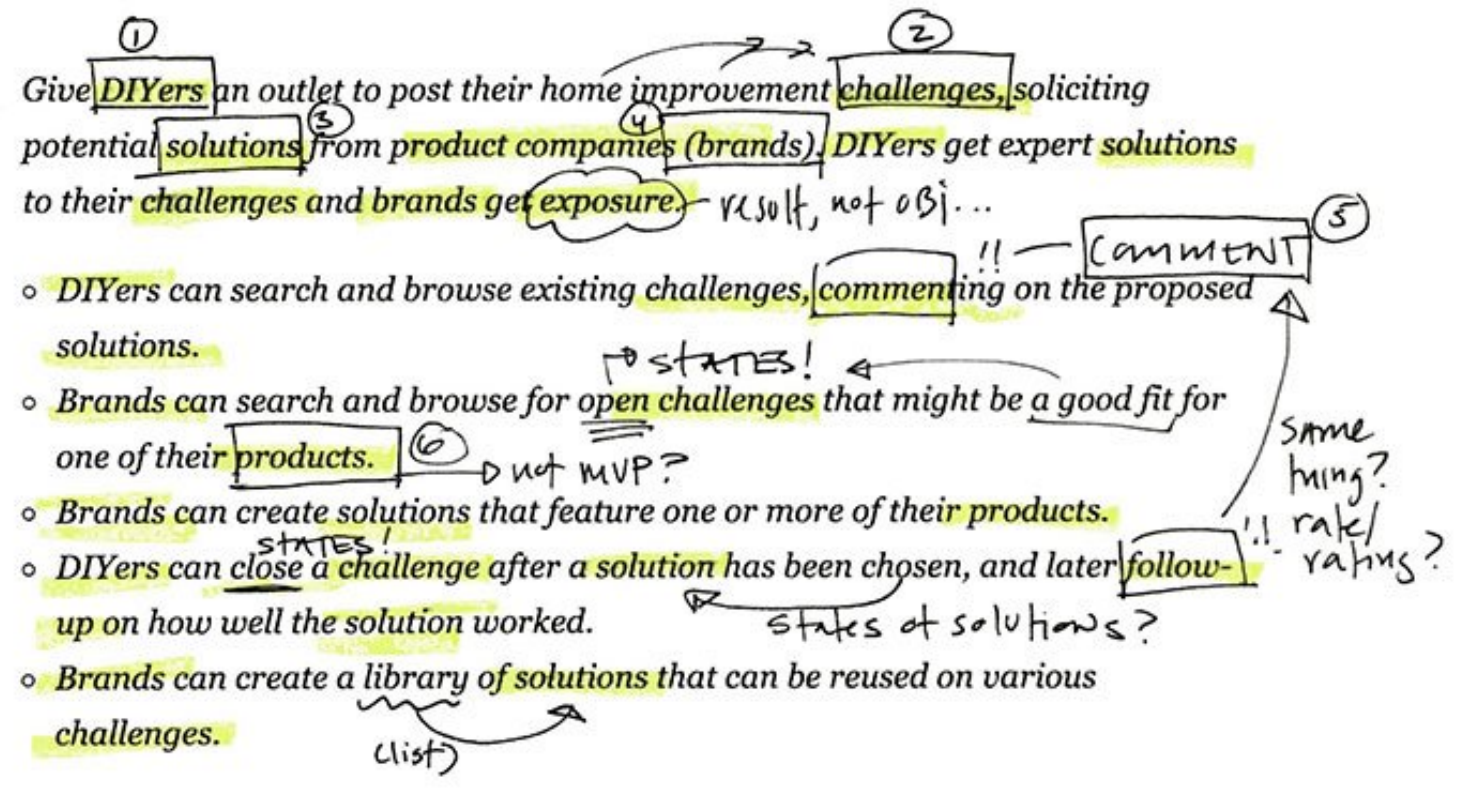 ① ②
Give DIYers an outlet to post their home improvement challenges, soliciting
③ ④
potential solutions from product companies (brands). DIYers get expert solutions
to their challenges and brands get exposure. - result, not OBJ...
!! — COMMENT ⑤
DIYers can search and browse existing challenges, commenting on the proposed
solutions.
STATES!
Brands can search and browse for open challenges that might be a good fit for
one of their products. ⑥ not MVP?
same
thing?
rate/
rating?
Brands can create solutions that feature one or more of their products.
STATES!
DIYers can close a challenge after a solution has been chosen, and later follow- !!
up on how well the solution worked. states of solutions?
Brands can create a library of solutions that can be reused on various
challenges. (list)